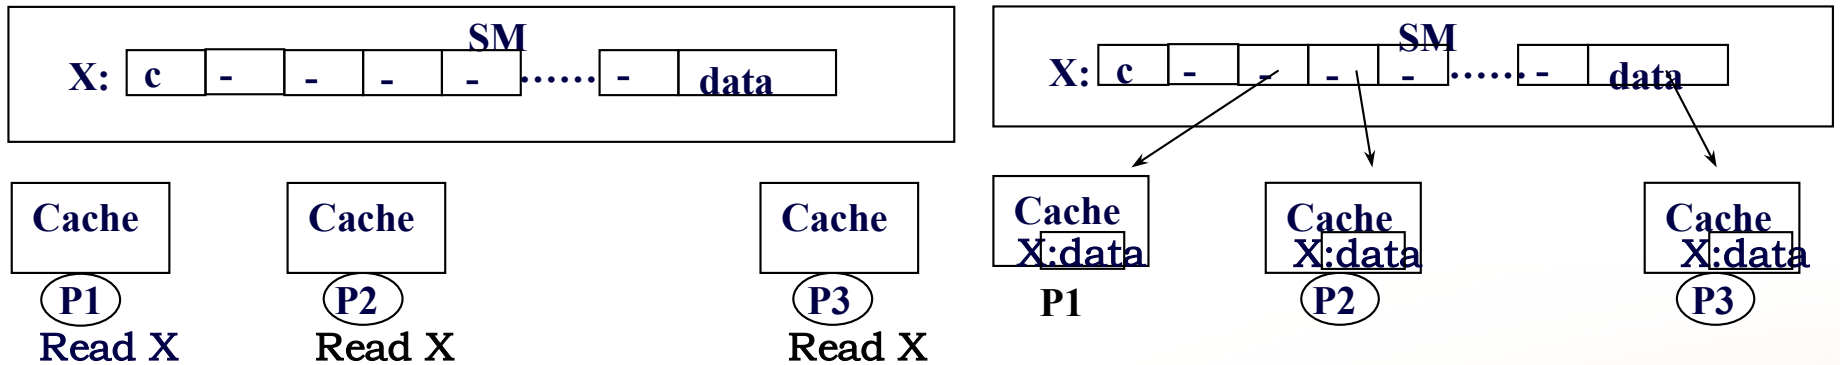 SM
X: c - - - - ...... - data
Cache Cache Cache
P1 P2 P3
Read X Read X Read X
SM
X: c - - - - ...... - data
Cache Cache Cache
X:data X:data X:data
P1 P2 P3